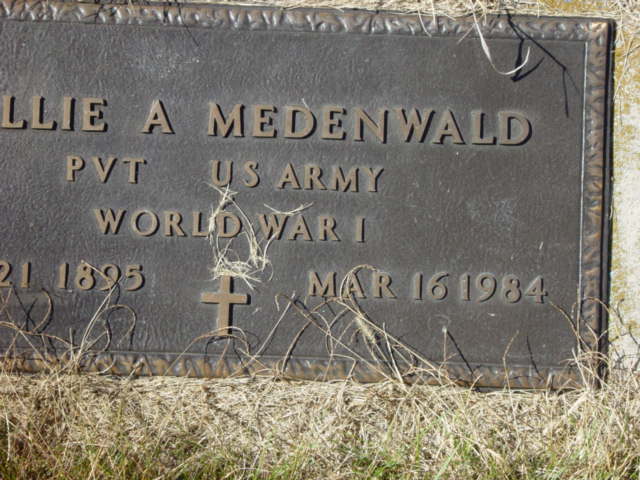 LLIE A MEDENWALD
PVT US ARMY
WORLD WAR I
21 1895 MAR 16 1984